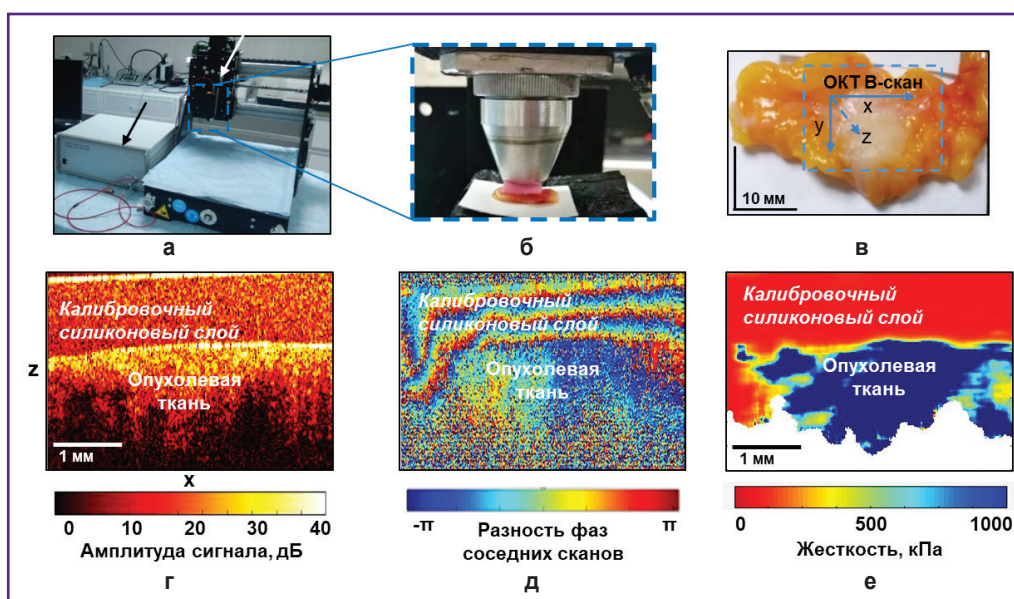 ОКТ B-скан
x
y
z
10 мм
а
б
в
Калибровочный
силиконовый слой
Опухолевая
ткань
z
1 мм
x
0 10 20 30 40
Амплитуда сигнала, дБ
г
Калибровочный
силиконовый слой
Опухолевая
ткань
-π π
Разность фаз
соседних сканов
д
Калибровочный
силиконовый слой
Опухолевая
ткань
1 мм
0 500 1000
Жесткость, кПа
е